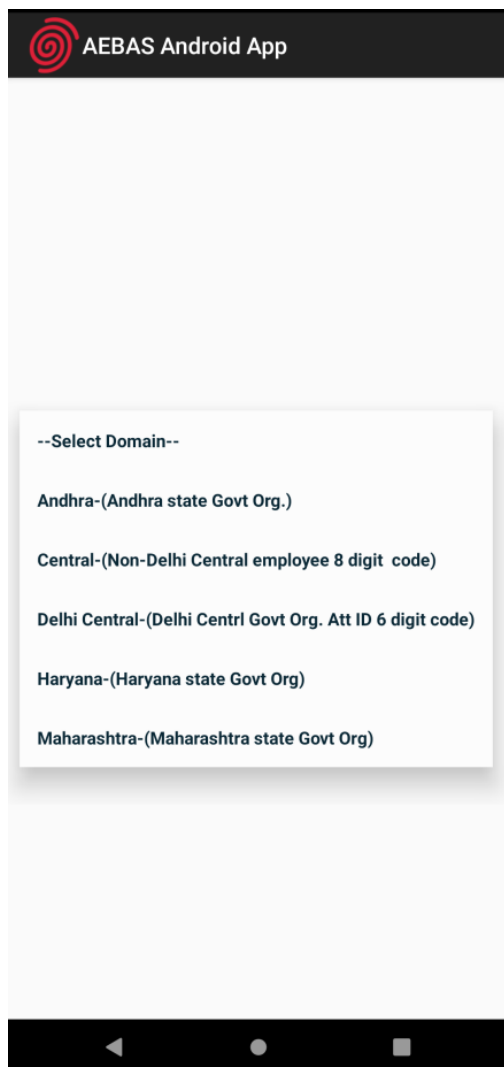 AEBAS Android App
--Select Domain--
Andhra-(Andhra state Govt Org.)
Central-(Non-Delhi Central employee 8 digit  code)
Delhi Central-(Delhi Centrl Govt Org. Att ID 6 digit code)
Haryana-(Haryana state Govt Org)
Maharashtra-(Maharashtra state Govt Org)